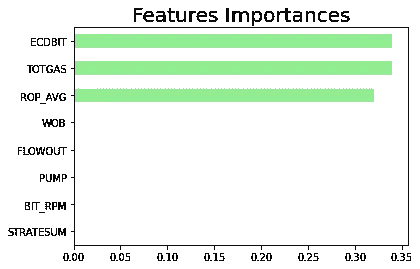 Features Importances
ECDBIT
TOTGAS
ROP_AVG
WOB
FLOWOUT
PUMP
BIT_RPM
STRATESUM
0.00 0.05 0.10 0.15 0.20 0.25 0.30 0.35